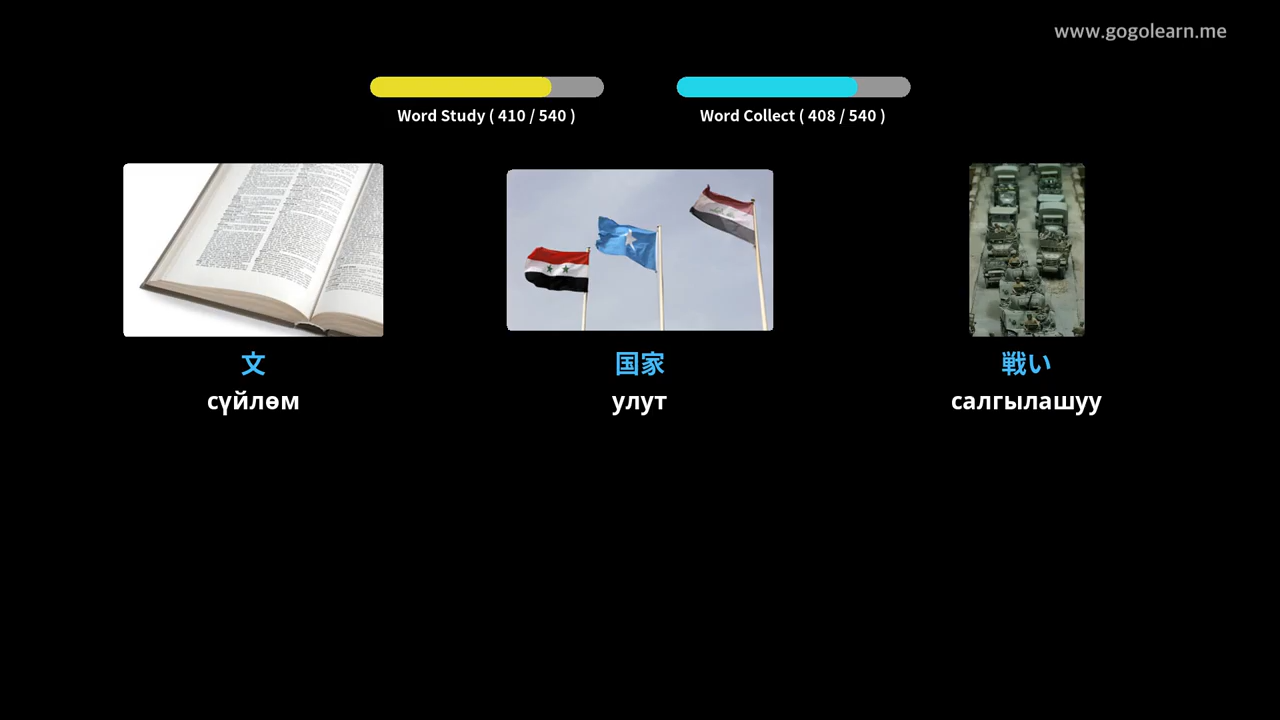 www.gogolearn.me
Word Study ( 410 / 540 )
Word Collect ( 408 / 540 )
文
сүйлөм
国家
улут
戦い
салгылашуу